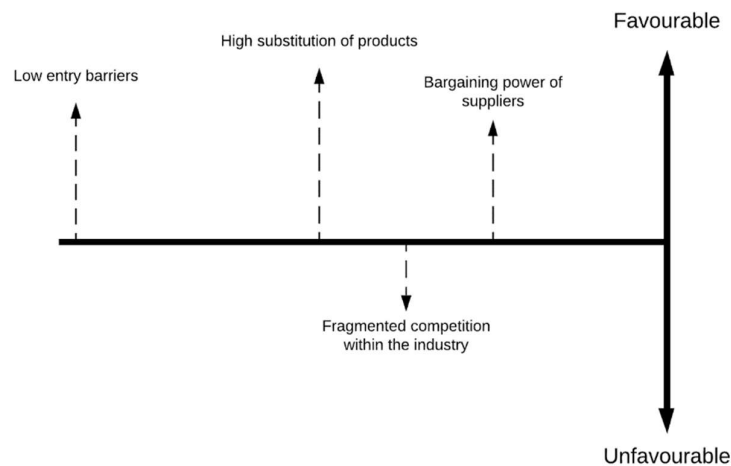 Favourable
High substitution of products
Low entry barriers
Bargaining power of
suppliers
Fragmented competition
within the industry
Unfavourable